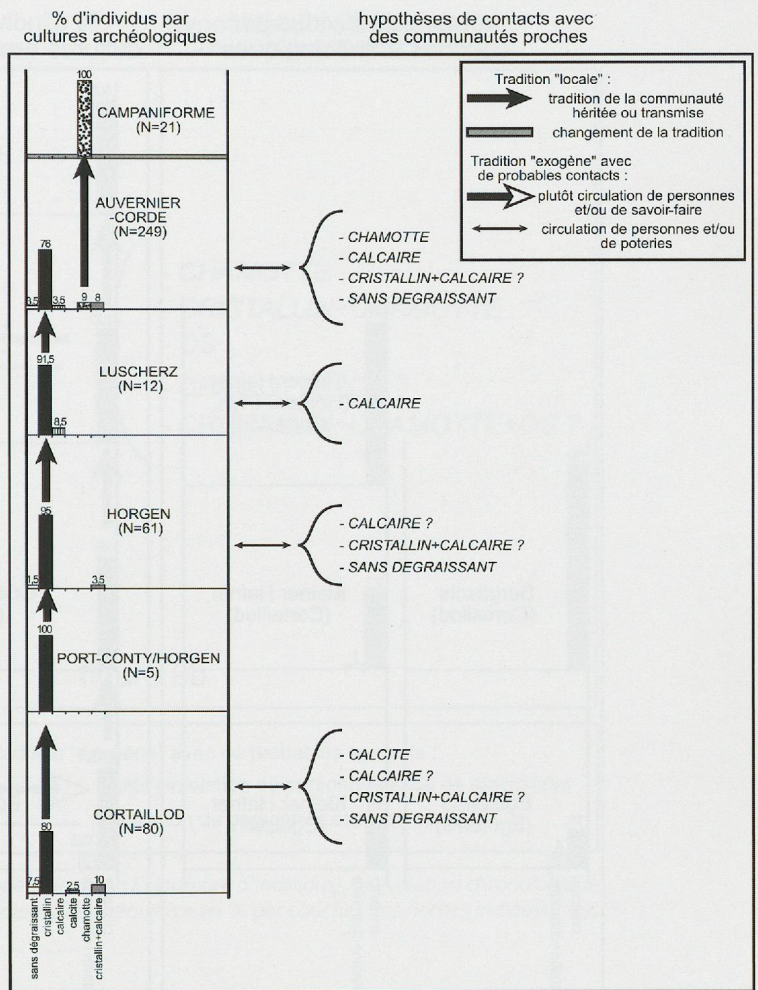 % d'individus par
cultures archéologiques
hypothèses de contacts avec
des communautés proches
Tradition "locale" :
tradition de la communauté
héritée ou transmise
changement de la tradition
Tradition "exogène" avec
de probables contacts :
plutôt circulation de personnes
et/ou de savoir-faire
circulation de personnes et/ou
de poteries
100
CAMPANIFORME
(N=21)
AUVERNIER
-CORDE
(N=249)
76
3,5
3,5
9
8
- CHAMOTTE
- CALCAIRE
- CRISTALLIN+CALCAIRE ?
- SANS DEGRAISSANT
91,5
LUSCHERZ
(N=12)
8,5
- CALCAIRE
HORGEN
(N=61)
95
1,5
3,5
- CALCAIRE ?
- CRISTALLIN+CALCAIRE ?
- SANS DEGRAISSANT
100
PORT-CONTY/HORGEN
(N=5)
CORTAILLOD
(N=80)
80
7,5
2,5
10
- CALCITE
- CALCAIRE ?
- CRISTALLIN+CALCAIRE ?
- SANS DEGRAISSANT
sans dégraissant
cristallin
calcaire
calcite
chamotte
cristallin+calcaire